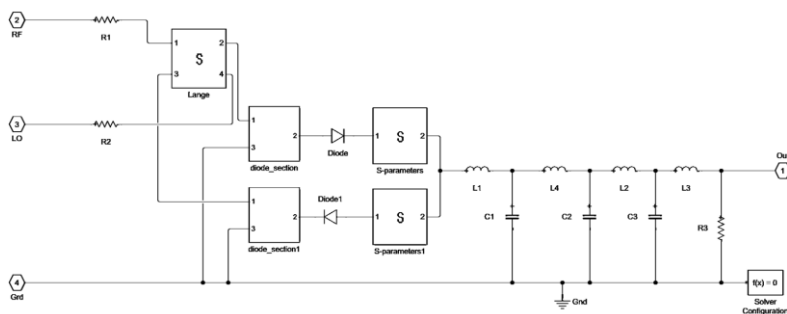 2
RF
R1
1
2
S
3
4
Lange
3
LO
R2
1
2
3
diode_section
Diode
1
S
2
S-parameters
1
2
3
diode_section1
Diode1
1
S
2
S-parameters1
L1
L4
L2
L3
Ou
1
C1
C2
C3
R3
4
Grd
Gnd
f(x) = 0
Solver
Configuration